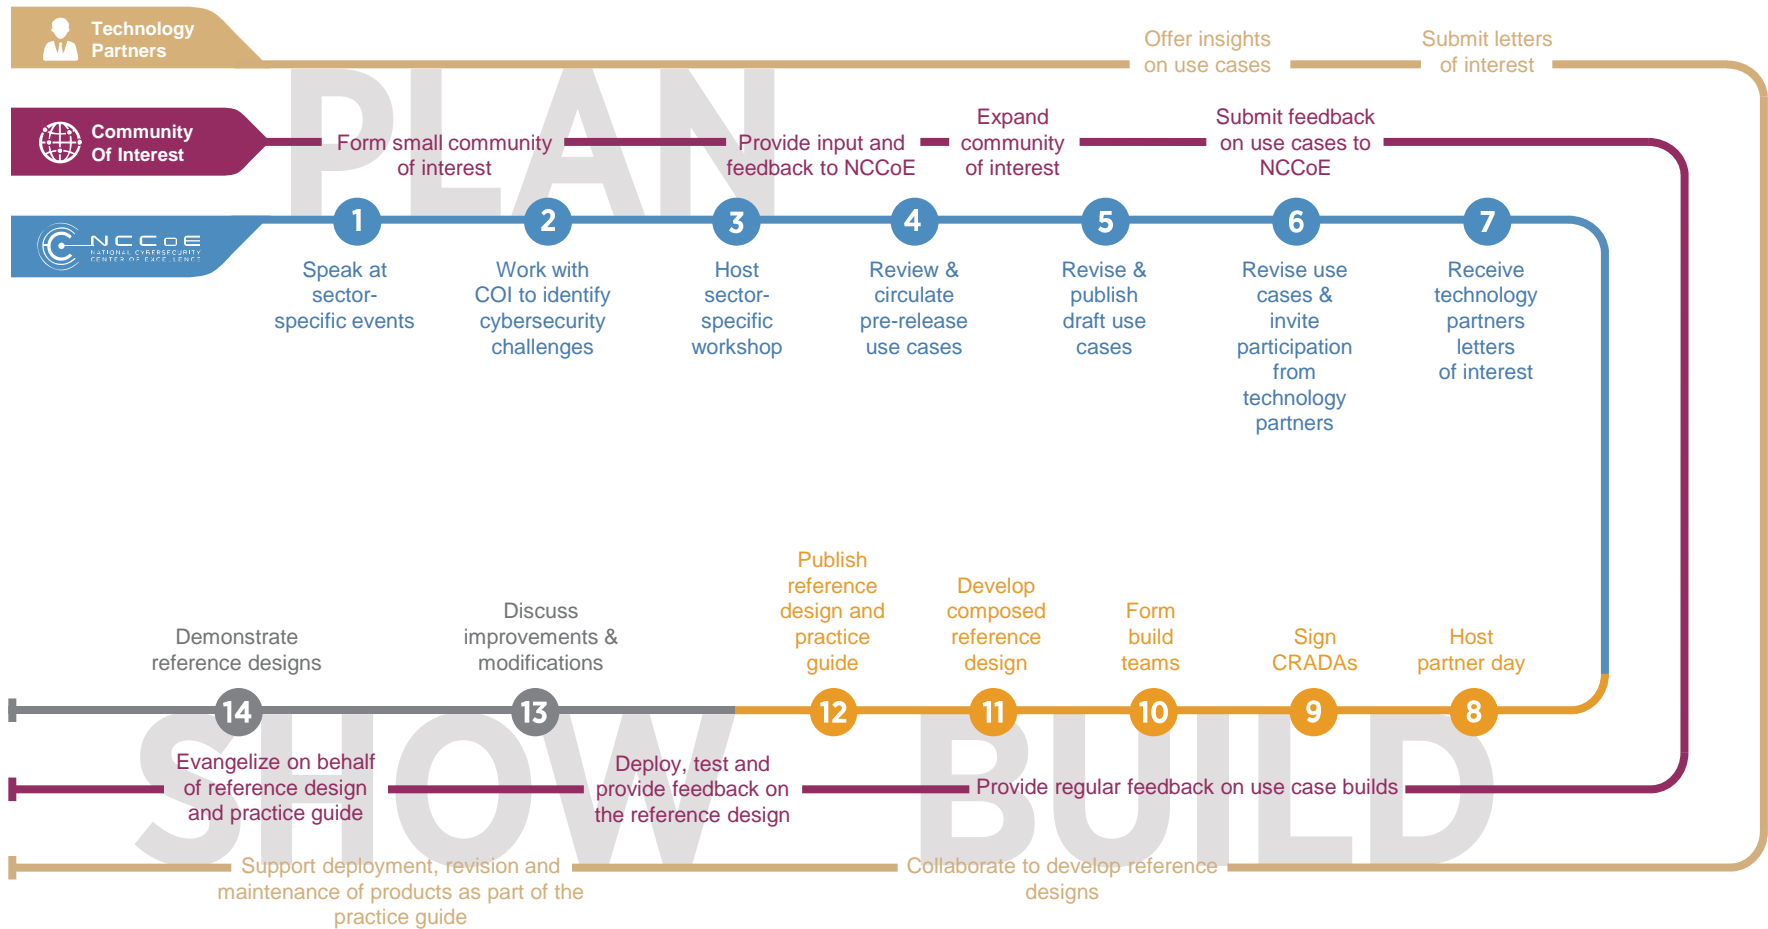 Technology
Partners
Offer insights
on use cases
Submit letters
of interest
PLAN
Community
Of Interest
Form small community
of interest
Provide input and
feedback to NCCoE
Expand
community
of interest
Submit feedback
on use cases to
NCCoE
NCCoE
NATIONAL CYBERSECURITY
CENTER OF EXCELLENCE
1
2
3
4
5
6
7
Speak at
sector-
specific events
Work with
COI to identify
cybersecurity
challenges
Host
sector-
specific
workshop
Review &
circulate
pre-release
use cases
Revise &
publish
draft use
cases
Revise use
cases &
invite
participation
from
technology
partners
Receive
technology
partners
letters
of interest
Demonstrate
reference designs
Discuss
improvements &
modifications
Publish
reference
design and
practice
guide
Develop
composed
reference
design
Form
build
teams
Sign
CRADAs
Host
partner day
14
13
12
11
10
9
8
SHOW
BUILD
Evangelize on behalf
of reference design
and practice guide
Deploy, test and
provide feedback on
the reference design
Provide regular feedback on use case builds
Support deployment, revision and
maintenance of products as part of the
practice guide
Collaborate to develop reference
designs